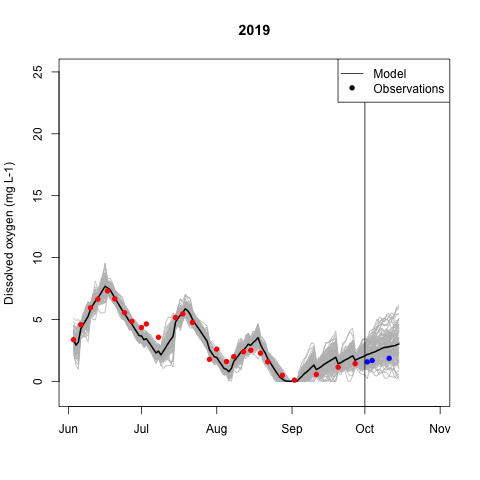 2019
Model
Observations
Dissolved oxygen (mg L-1)
25
20
15
10
5
0
Jun Jul Aug Sep Oct Nov